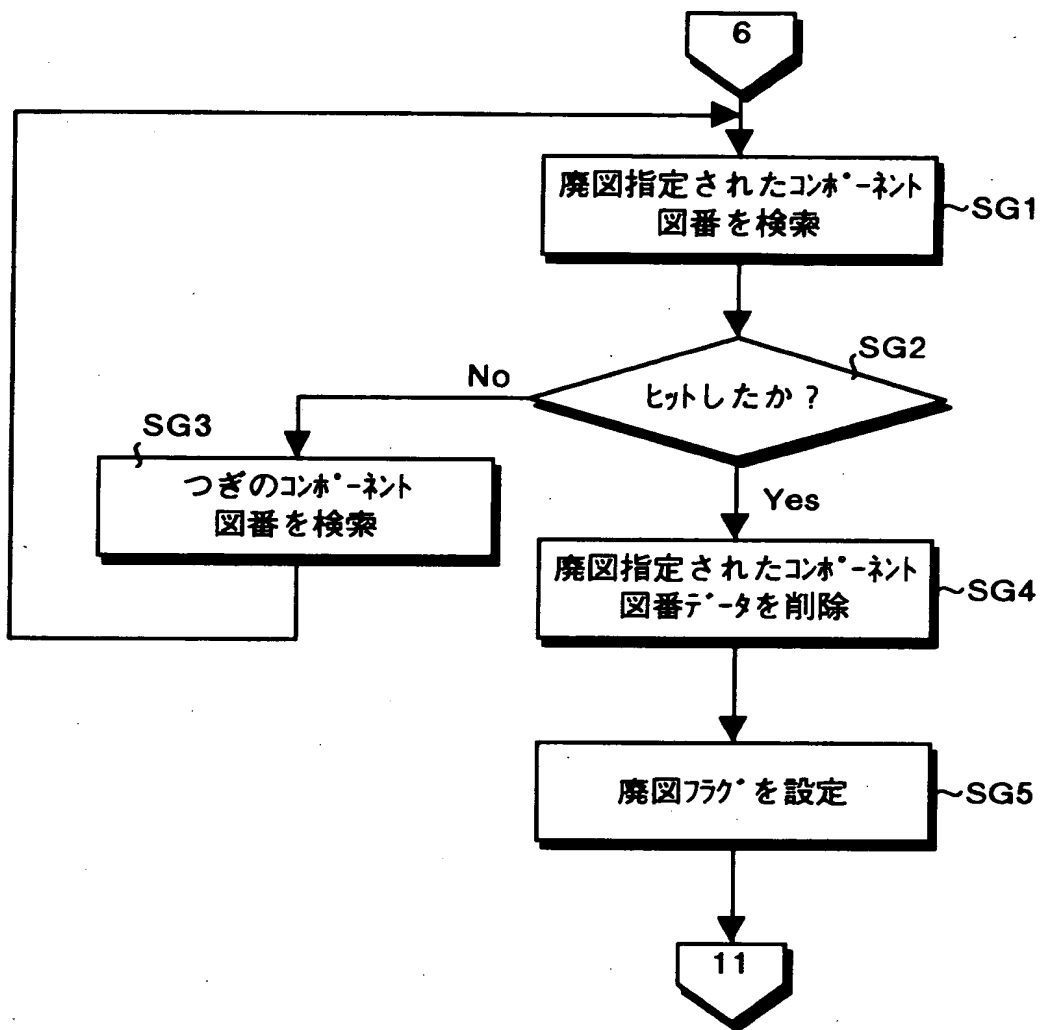 6
廃図指定されたコンポーネント
図番を検索
~SG1
SG2
ヒットしたか?
No
SG3
つぎのコンポーネント
図番を検索
Yes
廃図指定されたコンポーネント
図番データを削除
~SG4
廃図フラグを設定
~SG5
11